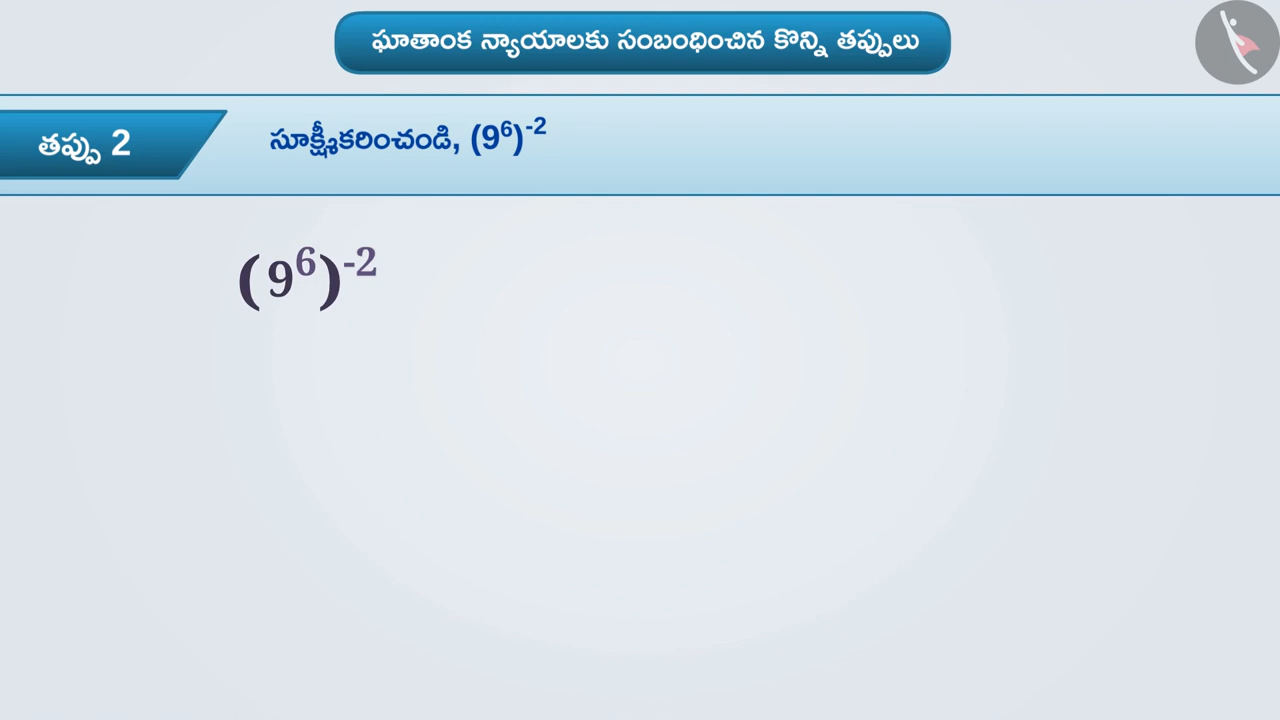 ఘాతాంక న్యాయాలకు సంబంధించిన కొన్ని తప్పులు
తప్పు 2
సూక్ష్మీకరించండి, (9⁶)⁻²
(9⁶)⁻²